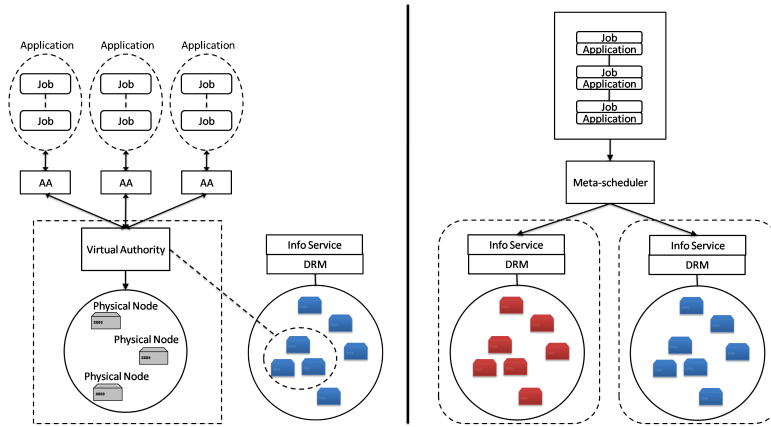 Application
Application
Application
Job
Job
Job
Job
Job
Job
AA
AA
AA
Virtual Authority
Physical Node
Physical Node
Physical Node
Info Service
DRM
Job
Application
Job
Application
Job
Application
Meta-scheduler
Info Service
DRM
Info Service
DRM